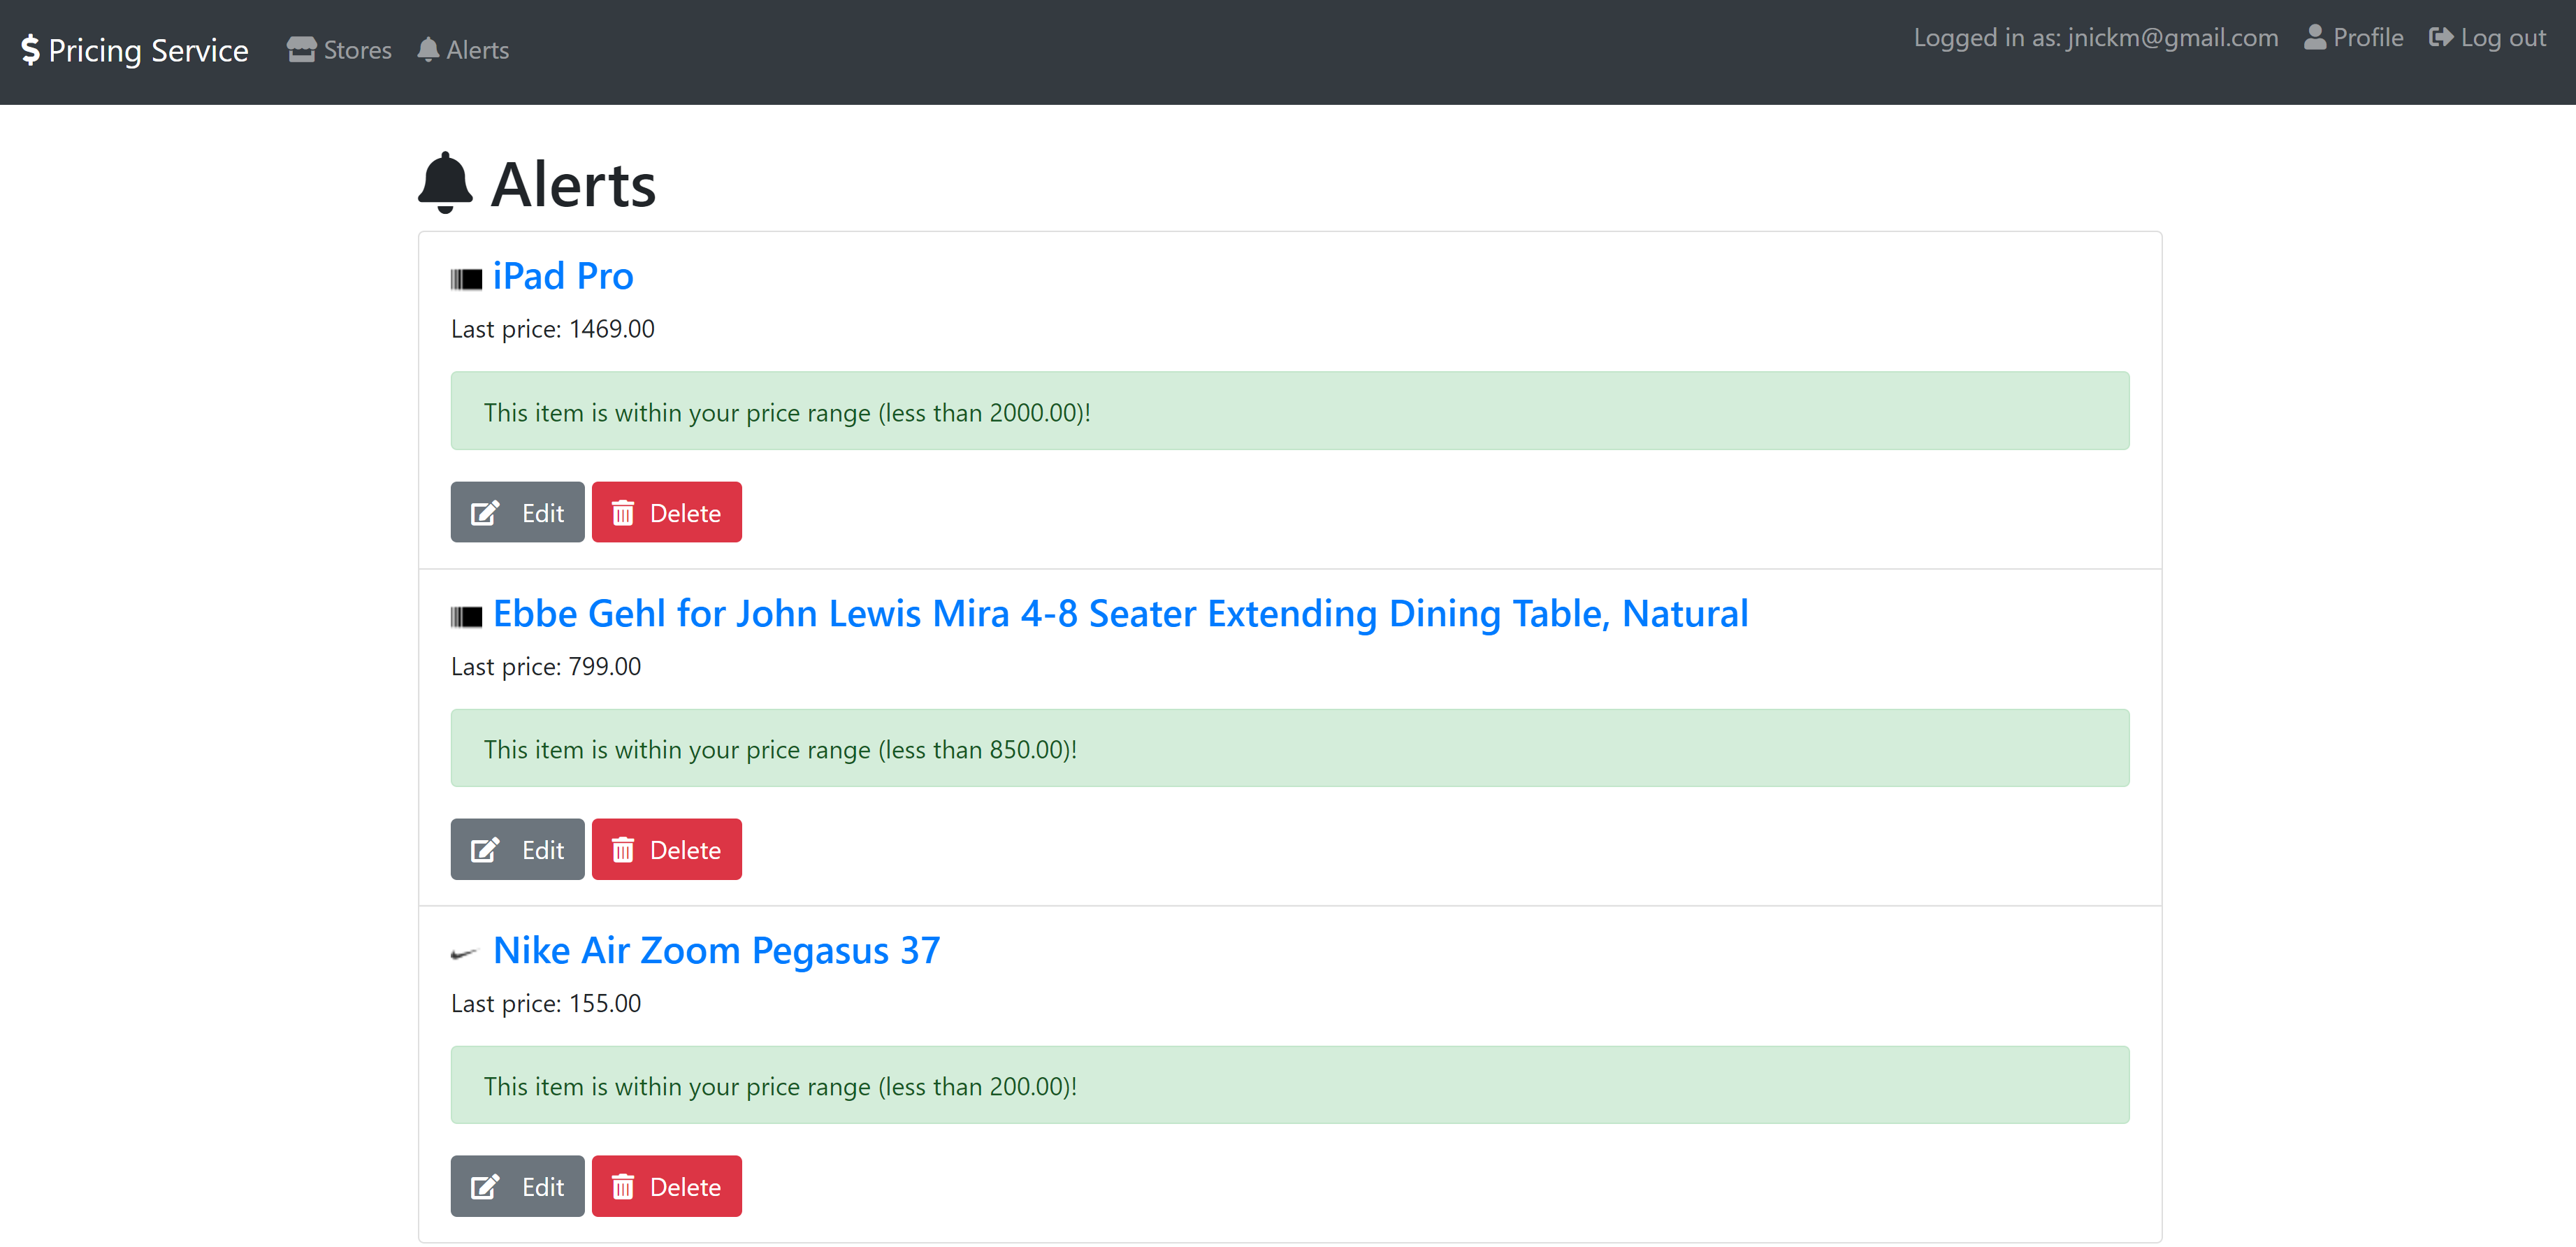 Pricing Service Stores Alerts Logged in as: jnickm@gmail.com Profile Log out
Alerts
iPad Pro
Last price: 1469.00
This item is within your price range (less than 2000.00)!
Edit Delete
Ebbe Gehl for John Lewis Mira 4-8 Seater Extending Dining Table, Natural
Last price: 799.00
This item is within your price range (less than 850.00)!
Edit Delete
Nike Air Zoom Pegasus 37
Last price: 155.00
This item is within your price range (less than 200.00)!
Edit Delete